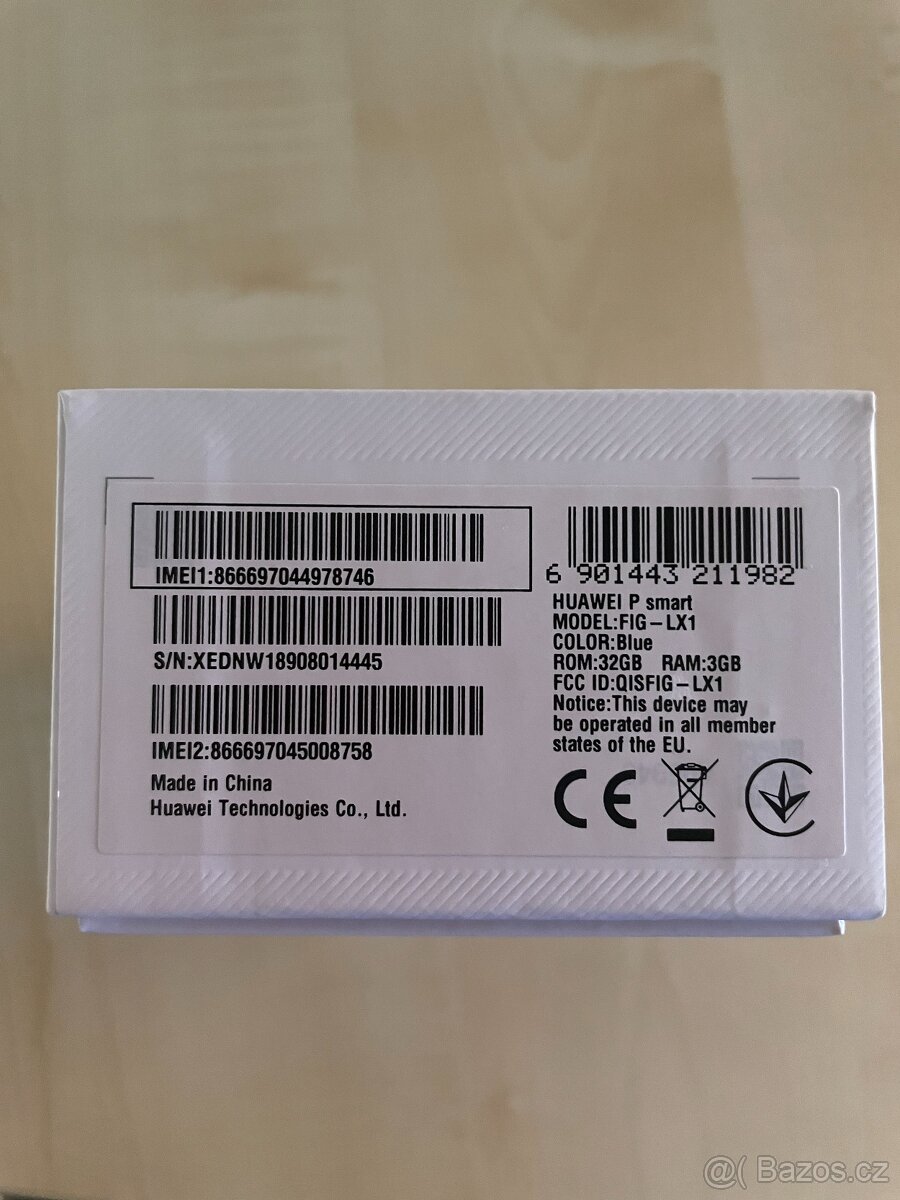 IMEI1:866697044978746
S/N:XEDNW18908014445
IMEI2:866697045008758
Made in China
Huawei Technologies Co., Ltd.
6 901443 211982
HUAWEI P smart
MODEL:FIG-LX1
COLOR:Blue
ROM:32GB RAM:3GB
FCC ID:QISFIG-LX1
Notice:This device may
be operated in all member
states of the EU.
CE
@( Bazos.cz